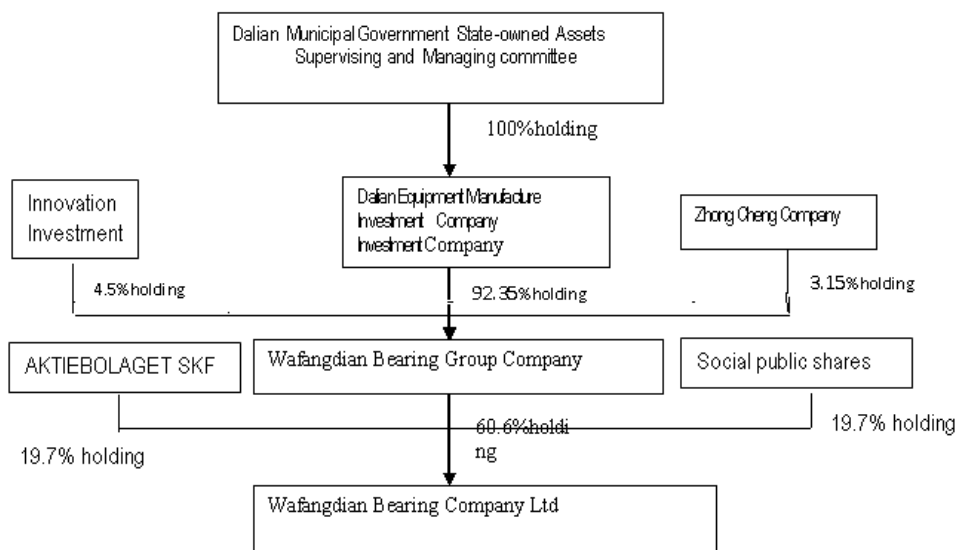 Dalian Municipal Government State-owned Assets
Supervising and Managing committee
100%holding
Innovation
Investment
Dalian Equipment Manufacture
Investment Company
Investment Company
Zhong Cheng Company
4.5%holding
92.35%holding
3.15%holding
AKTIEBOLAGET SKF
Wafangdian Bearing Group Company
Social public shares
19.7% holding
60.6%holdi
ng
19.7% holding
Wafangdian Bearing Company Ltd